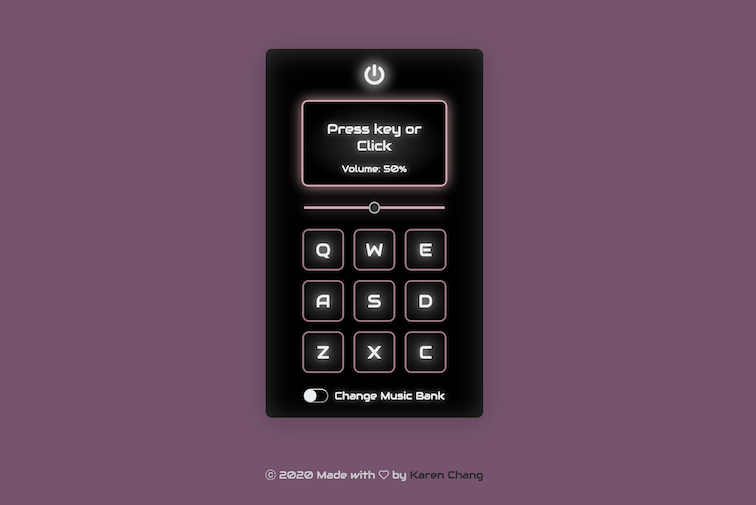 Press key or
Click
Volume: 50%
Q W E
A S D
Z X C
Change Music Bank
© 2020 Made with ♡ by Karen Chang